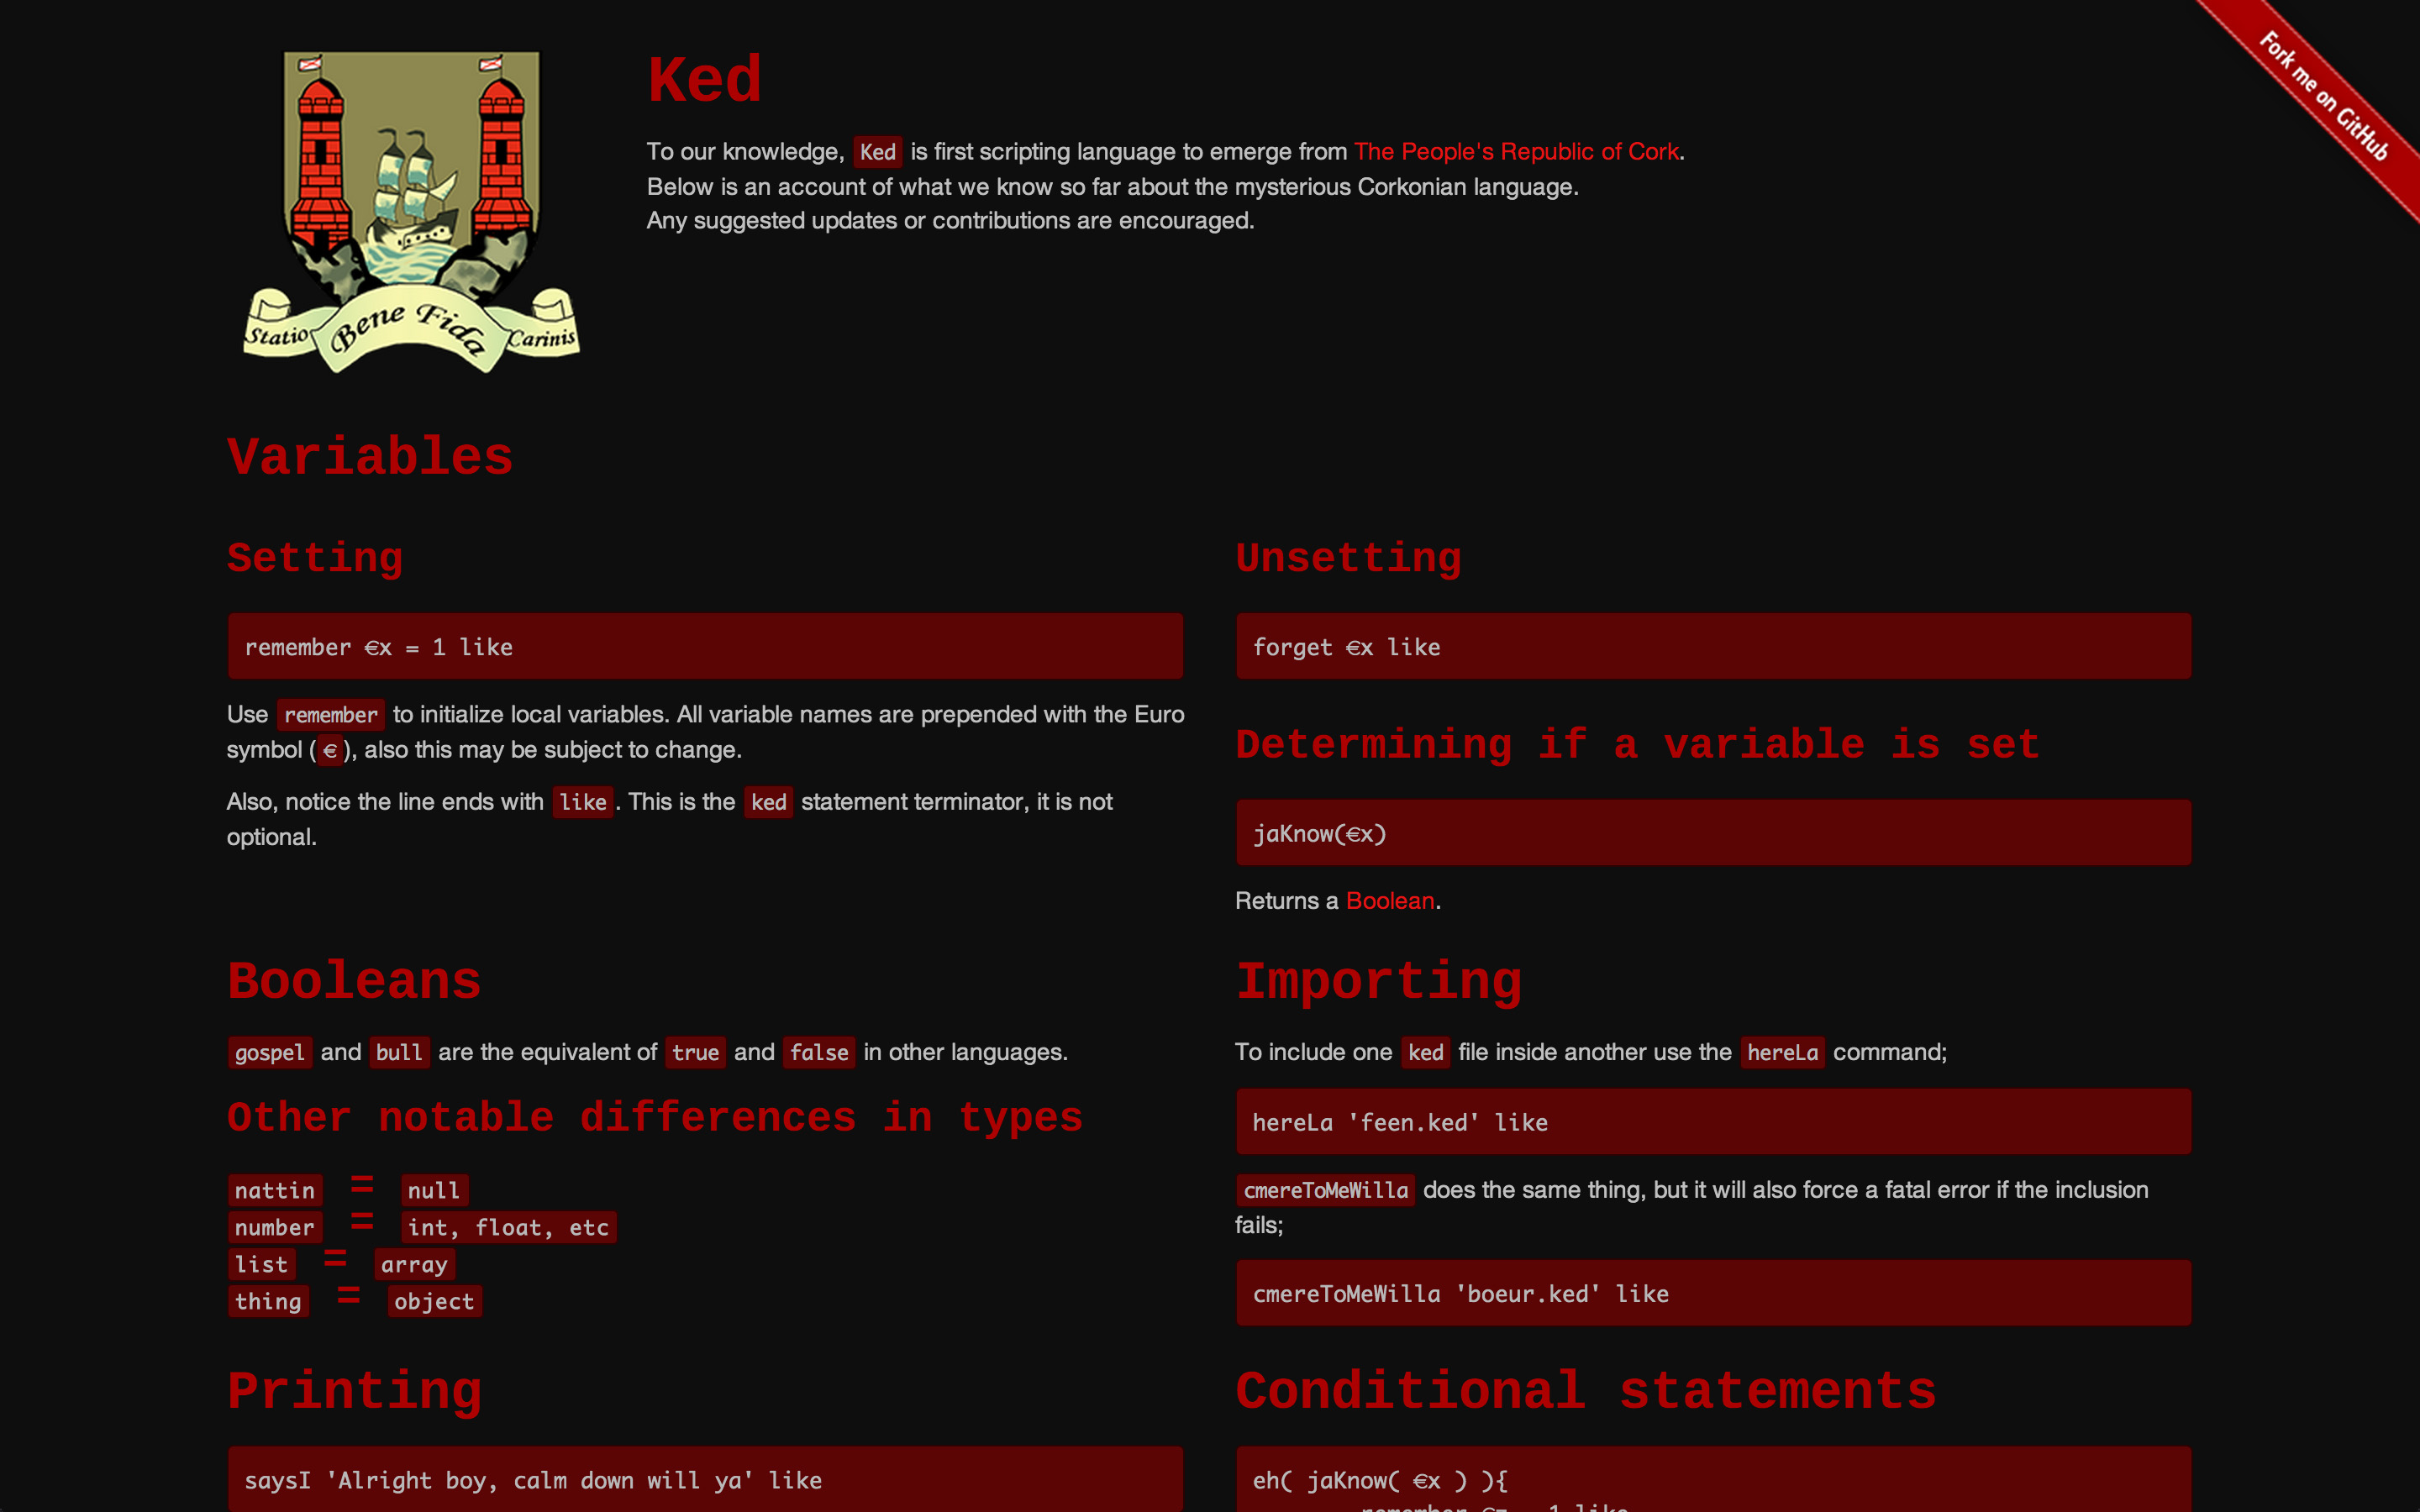 Fork me on GitHub
Statio Bene Fida Carinis
Ked
To our knowledge, Ked is first scripting language to emerge from The People's Republic of Cork.
Below is an account of what we know so far about the mysterious Corkonian language.
Any suggested updates or contributions are encouraged.
Variables
Setting
remember €x = 1 like
Use remember to initialize local variables. All variable names are prepended with the Euro
symbol (€), also this may be subject to change.
Also, notice the line ends with like. This is the ked statement terminator, it is not
optional.
Unsetting
forget €x like
Determining if a variable is set
jaKnow(€x)
Returns a Boolean.
Booleans
gospel and bull are the equivalent of true and false in other languages.
Other notable differences in types
nattin = null
number = int, float, etc
list = array
thing = object
Importing
To include one ked file inside another use the hereLa command;
hereLa 'feen.ked' like
cmereToMeWilla does the same thing, but it will also force a fatal error if the inclusion
fails;
cmereToMeWilla 'boeur.ked' like
Printing
saysI 'Alright boy, calm down will ya' like
Conditional statements
eh( jaKnow( €x ) ){
remember = 1 like